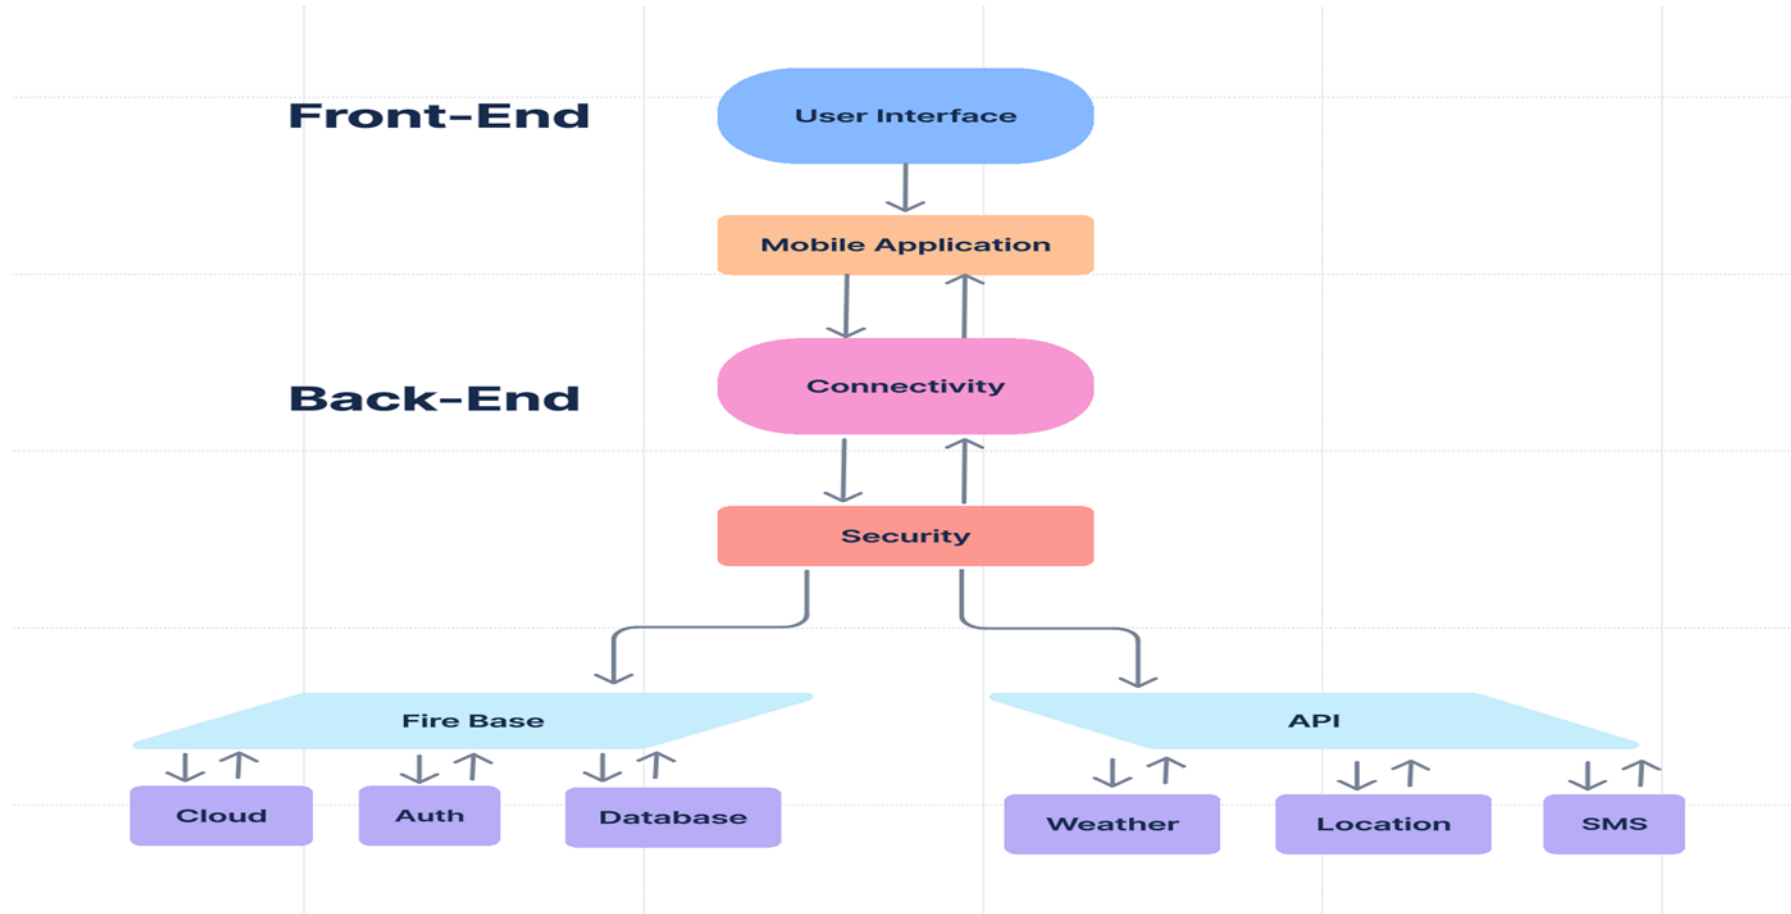 Front-End
User Interface
Mobile Application
Back-End
Connectivity
Security
Fire Base
API
Cloud
Auth
Database
Weather
Location
SMS